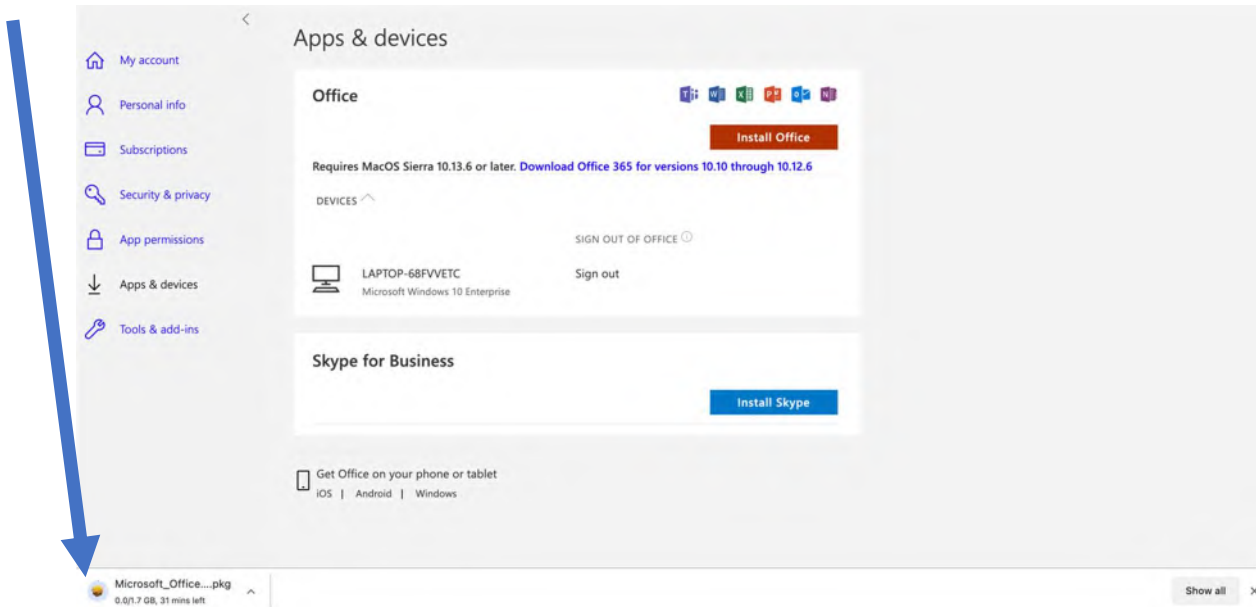 Apps & devices
My account
Personal info
Subscriptions
Security & privacy
App permissions
Apps & devices
Tools & add-ins
Office
Install Office
Requires MacOS Sierra 10.13.6 or later. Download Office 365 for versions 10.10 through 10.12.6
DEVICES
SIGN OUT OF OFFICE
LAPTOP-68FVVETC
Sign out
Microsoft Windows 10 Enterprise
Skype for Business
Install Skype
Get Office on your phone or tablet
iOS | Android | Windows
Microsoft_Office....pkg
0.0/1.7 GB, 31 mins left
Show all